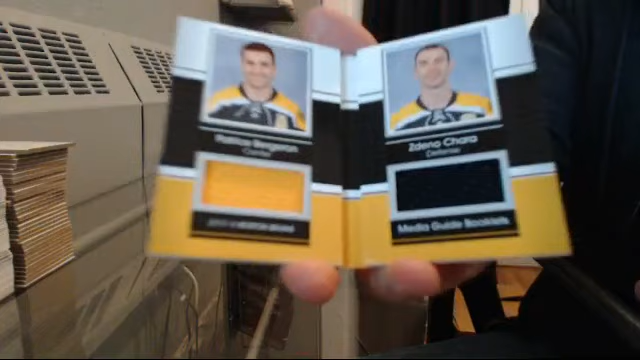 Patrice Bergeron
Center
Zdeno Chara
Defense
Media Guide Booklets